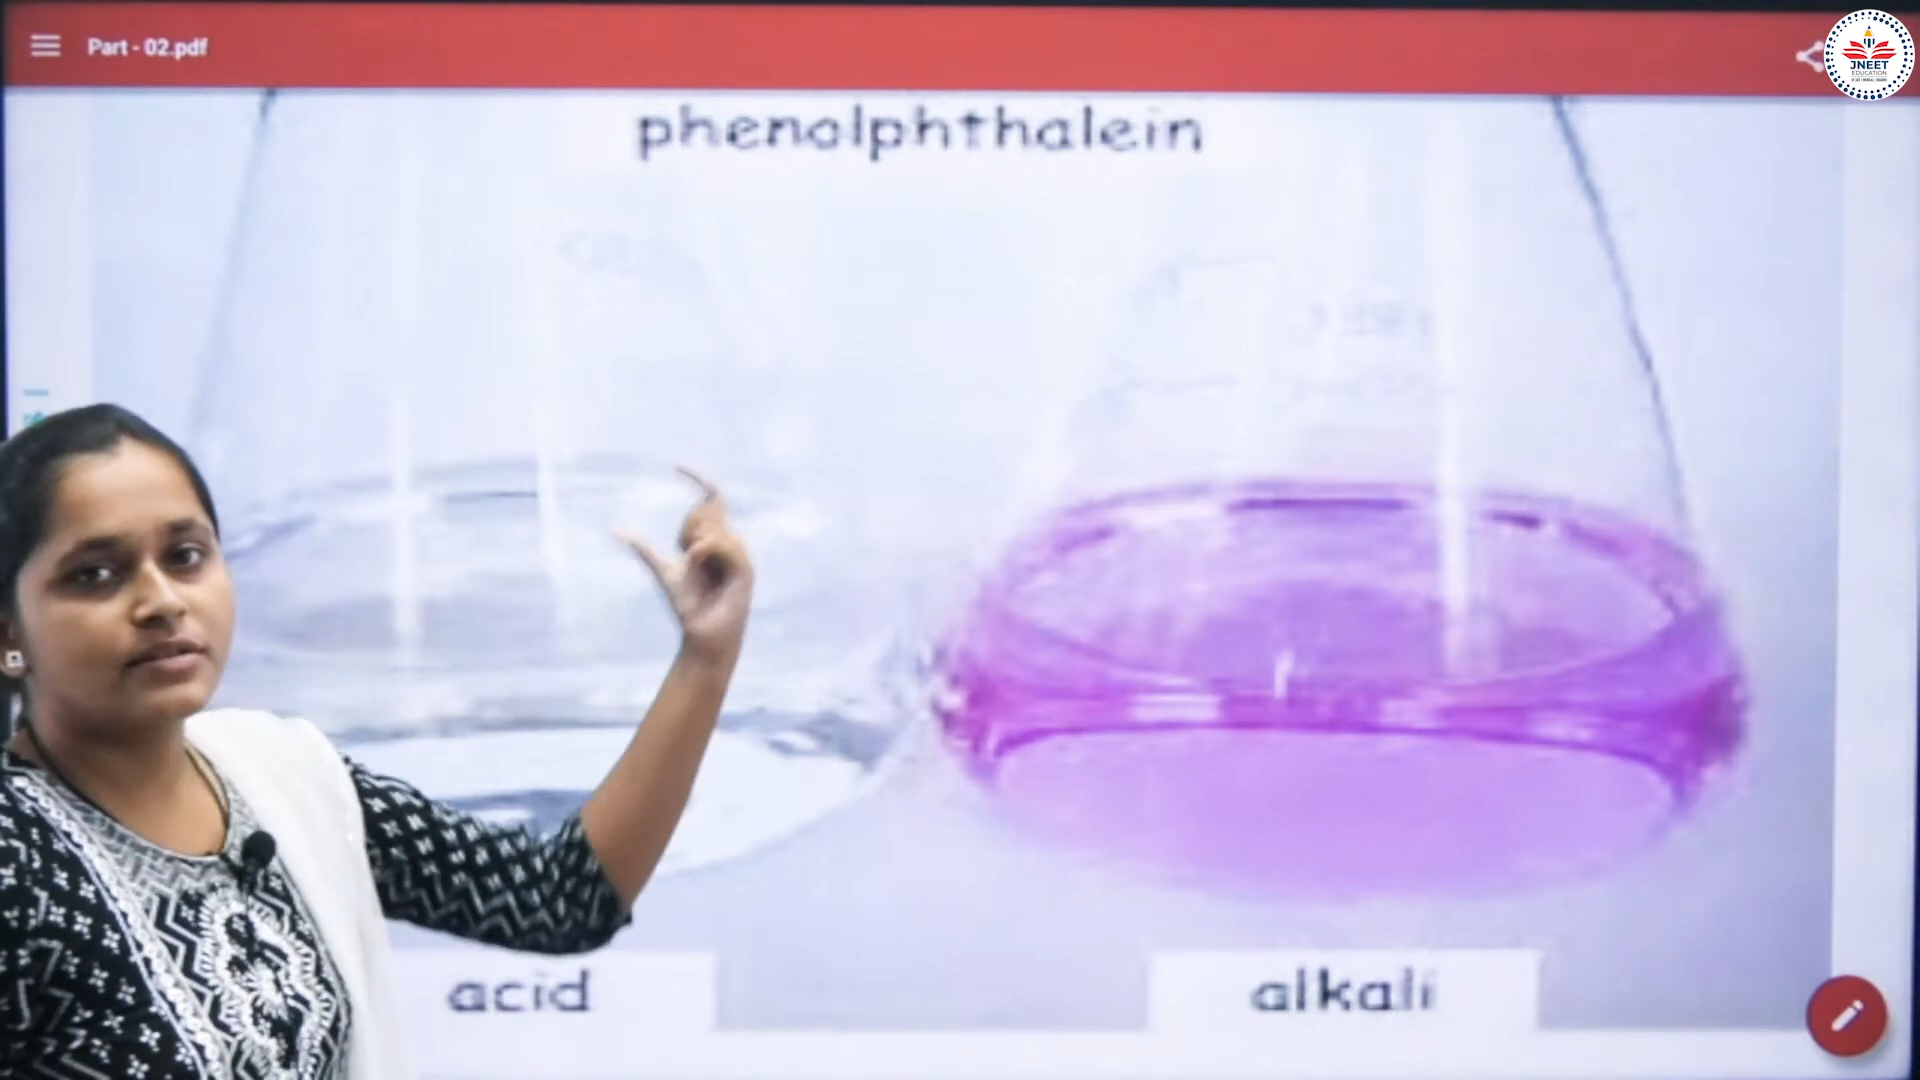 Part - 02.pdf
JNEET
EDUCATION
phenolphthalein
acid
alkali